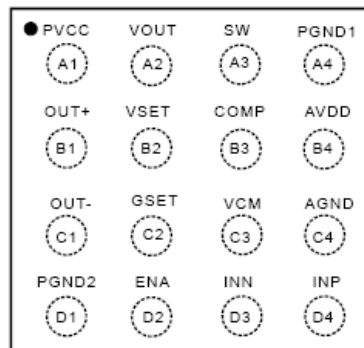 PVCC VOUT SW PGND1
A1 A2 A3 A4
OUT+ VSET COMP AVDD
B1 B2 B3 B4
OUT- GSET VCM AGND
C1 C2 C3 C4
PGND2 ENA INN INP
D1 D2 D3 D4